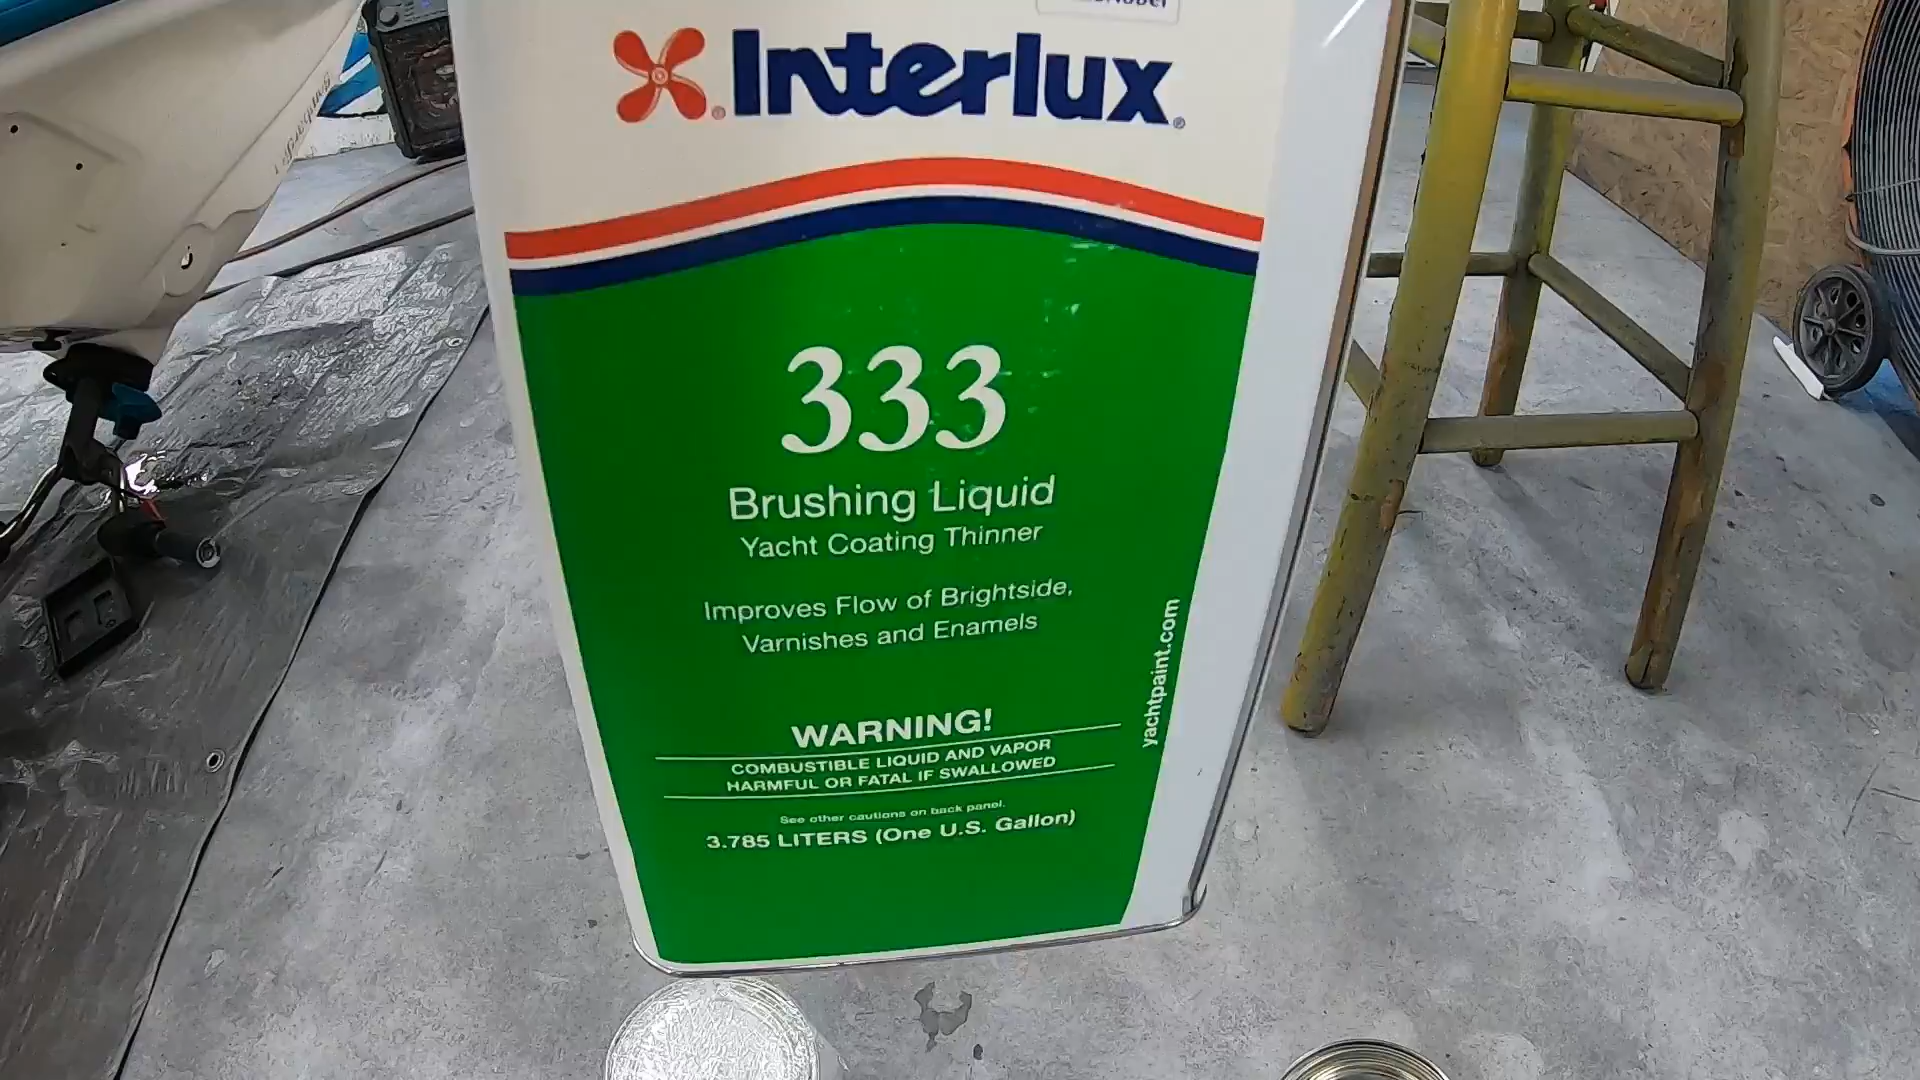 Interlux
333
Brushing Liquid
Yacht Coating Thinner
Improves Flow of Brightside,
Varnishes and Enamels
yachtpaint.com
WARNING!
COMBUSTIBLE LIQUID AND VAPOR
HARMFUL OR FATAL IF SWALLOWED
See other cautions on back panel.
3.785 LITERS (One U.S. Gallon)